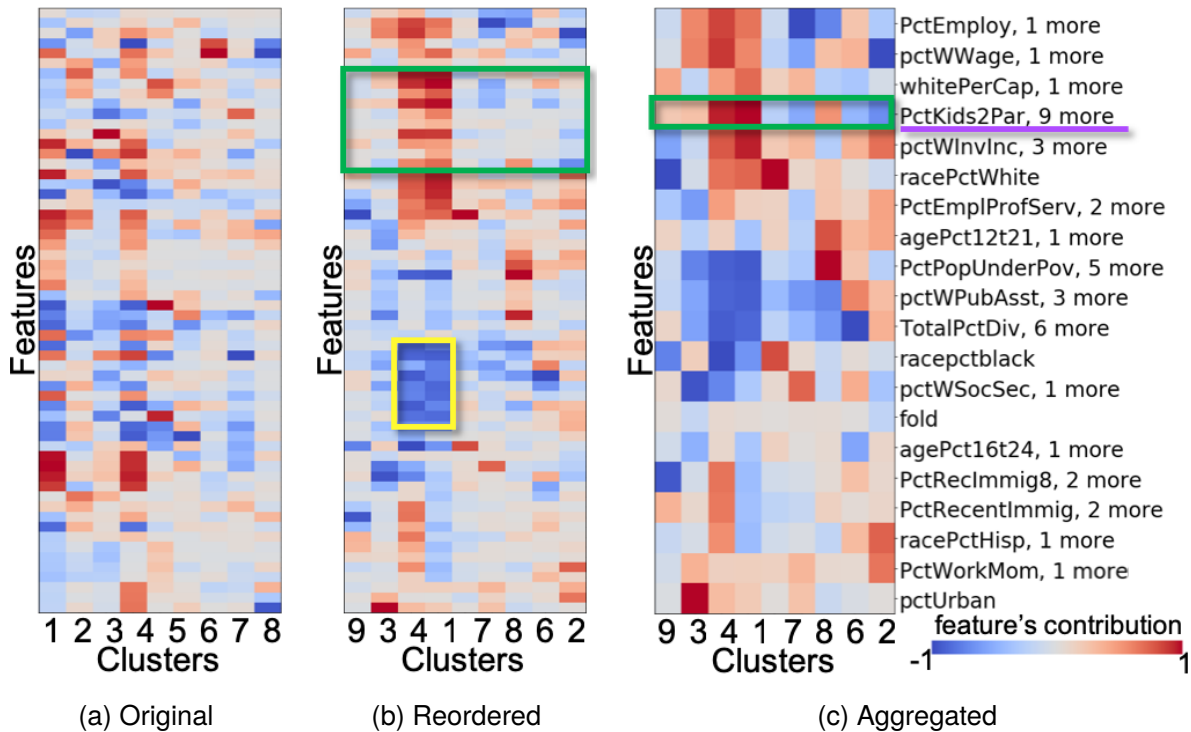 Features
1 2 3 4 5 6 7 8
Clusters
(a) Original
Features
9 3 4 1 7 8 6 2
Clusters
(b) Reordered
Features
PctEmploy, 1 more
pctWWage, 1 more
whitePerCap, 1 more
PctKids2Par, 9 more
pctWInvInc, 3 more
racePctWhite
PctEmplProfServ, 2 more
agePct12t21, 1 more
PctPopUnderPov, 5 more
pctWPubAsst, 3 more
TotalPctDiv, 6 more
racepctblack
pctWSocSec, 1 more
fold
agePct16t24, 1 more
PctRecImmig8, 2 more
PctRecentImmig, 2 more
racePctHisp, 1 more
PctWorkMom, 1 more
pctUrban
9 3 4 1 7 8 6 2
Clusters
feature's contribution
-1 1
(c) Aggregated